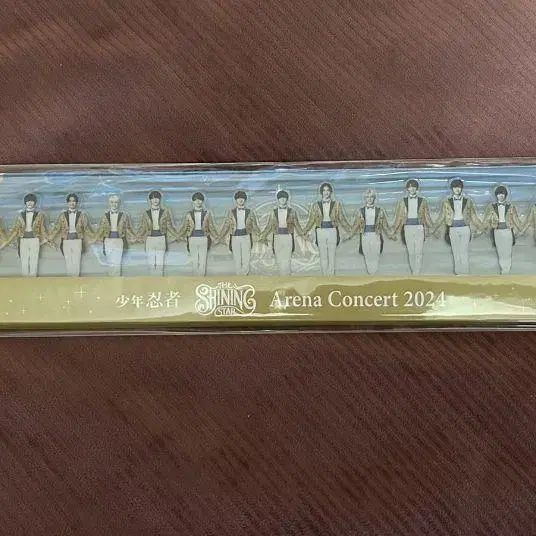 少年忍者 THE SHINING STAR Arena Concert 2024